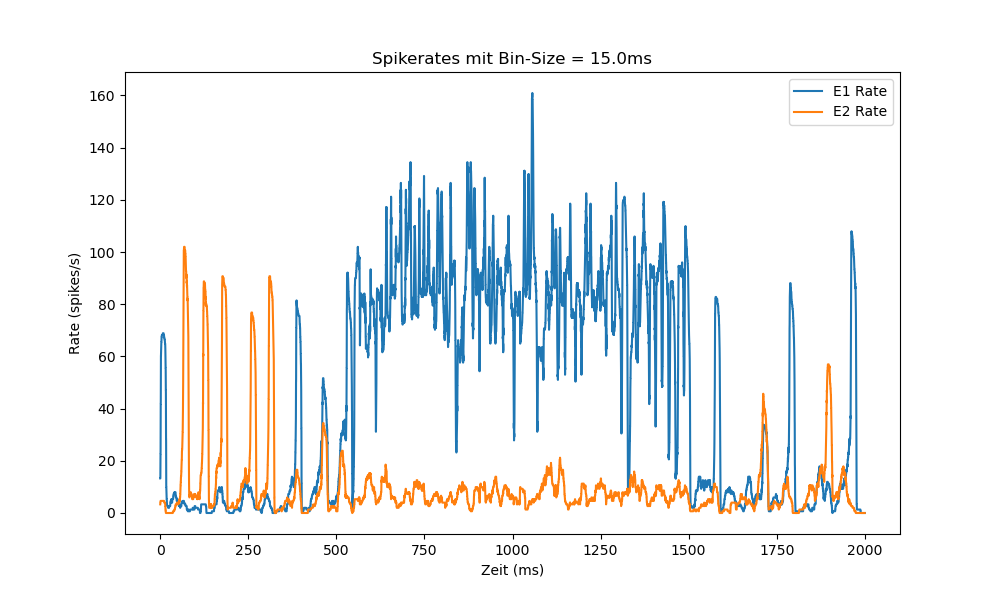 Spikerates mit Bin-Size = 15.0ms
E1 Rate
E2 Rate
Rate (spikes/s)
160
140
120
100
80
60
40
20
0
0 250 500 750 1000 1250 1500 1750 2000
Zeit (ms)